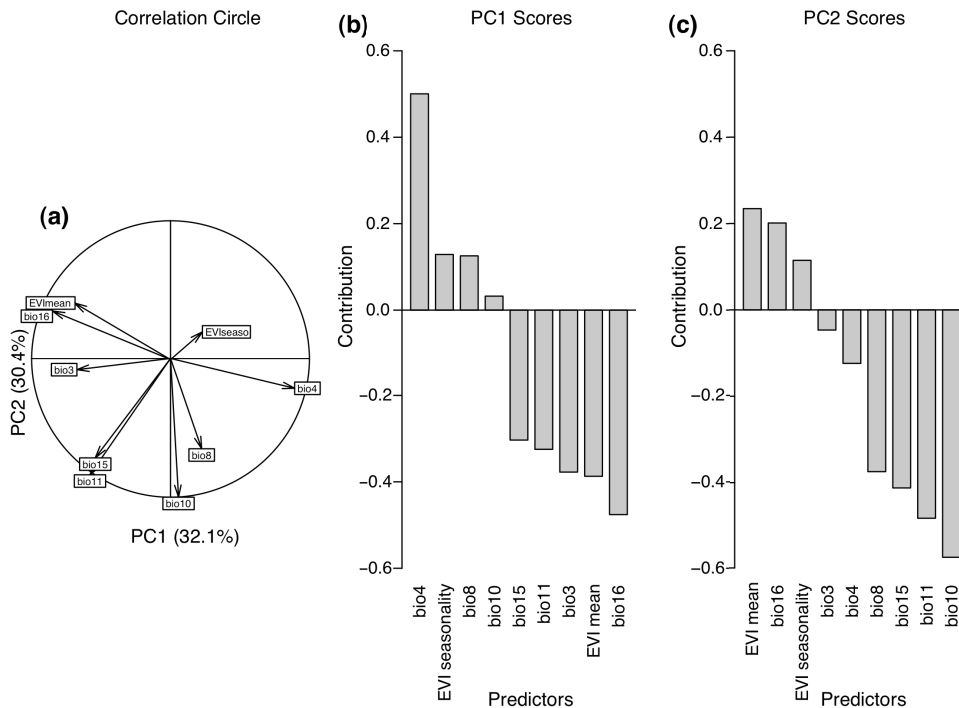 Correlation Circle
(a)
EVImean
bio16
EVIseaso
bio3
bio4
bio8
bio15
bio11
bio10
PC2 (30.4%)
PC1 (32.1%)
(b)
PC1 Scores
Contribution
0.6
0.4
0.2
0.0
−0.2
−0.4
−0.6
bio4
EVI seasonality
bio8
bio10
bio15
bio11
bio3
EVI mean
bio16
Predictors
(c)
PC2 Scores
Contribution
0.6
0.4
0.2
0.0
−0.2
−0.4
−0.6
EVI mean
bio16
EVI seasonality
bio3
bio4
bio8
bio15
bio11
bio10
Predictors